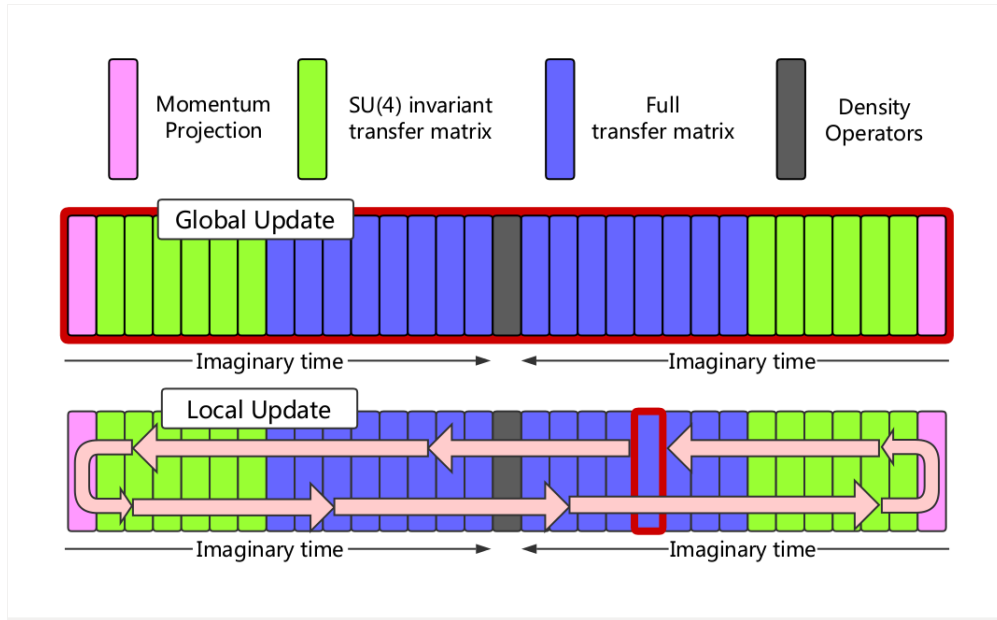 Momentum
Projection
SU(4) invariant
transfer matrix
Full
transfer matrix
Density
Operators
Global Update
Imaginary time
Imaginary time
Local Update
Imaginary time
Imaginary time